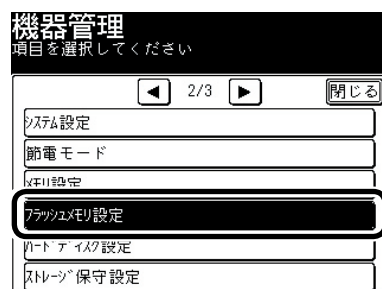 機器管理
項目を選択してください
◀ 2/3 ▶ 閉じる
ｼｽﾃﾑ設定
節電モード
ﾒﾓﾘ設定
ﾌﾗｯｼｭﾒﾓﾘ設定
ﾊｰﾄﾞﾃﾞｨｽｸ設定
ｽﾄﾚｰｼﾞ保守設定